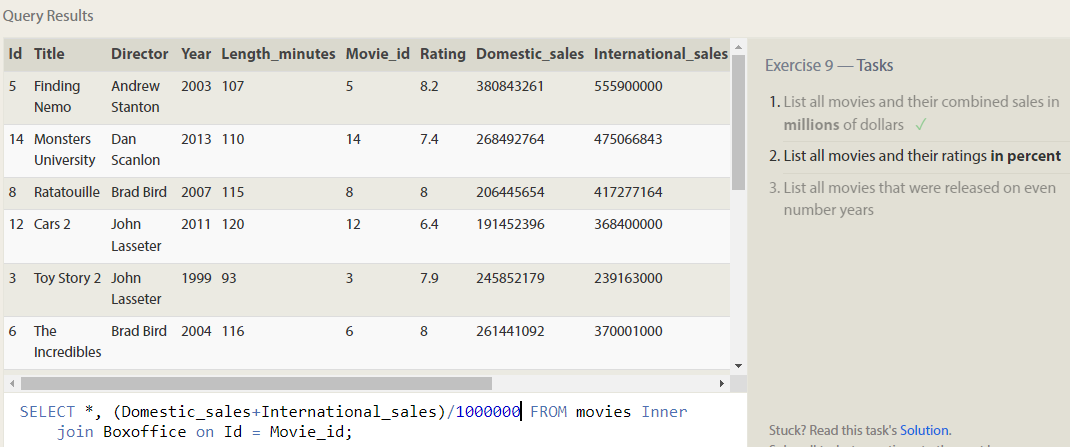 Query Results
Id Title Director Year Length_minutes Movie_id Rating Domestic_sales International_sales
5 Finding Andrew 2003 107 5 8.2 380843261 555900000
Nemo Stanton
14 Monsters Dan 2013 110 14 7.4 268492764 475066843
University Scanlon
8 Ratatouille Brad Bird 2007 115 8 8 206445654 417277164
12 Cars 2 John 2011 120 12 6.4 191452396 368400000
Lasseter
3 Toy Story 2 John 1999 93 3 7.9 245852179 239163000
Lasseter
6 The Brad Bird 2004 116 6 8 261441092 370001000
Incredibles
SELECT *, (Domestic_sales+International_sales)/1000000 FROM movies Inner
join Boxoffice on Id = Movie_id;
Exercise 9 — Tasks
1. List all movies and their combined sales in
millions of dollars ✓
2. List all movies and their ratings in percent
3. List all movies that were released on even
number years
Stuck? Read this task's Solution.